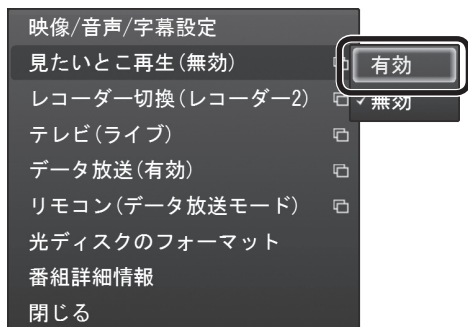 映像/音声/字幕設定
見たいとこ再生(無効)
有効
✓無効
レコーダー切換(レコーダー2)
テレビ(ライブ)
データ放送(有効)
リモコン(データ放送モード)
光ディスクのフォーマット
番組詳細情報
閉じる